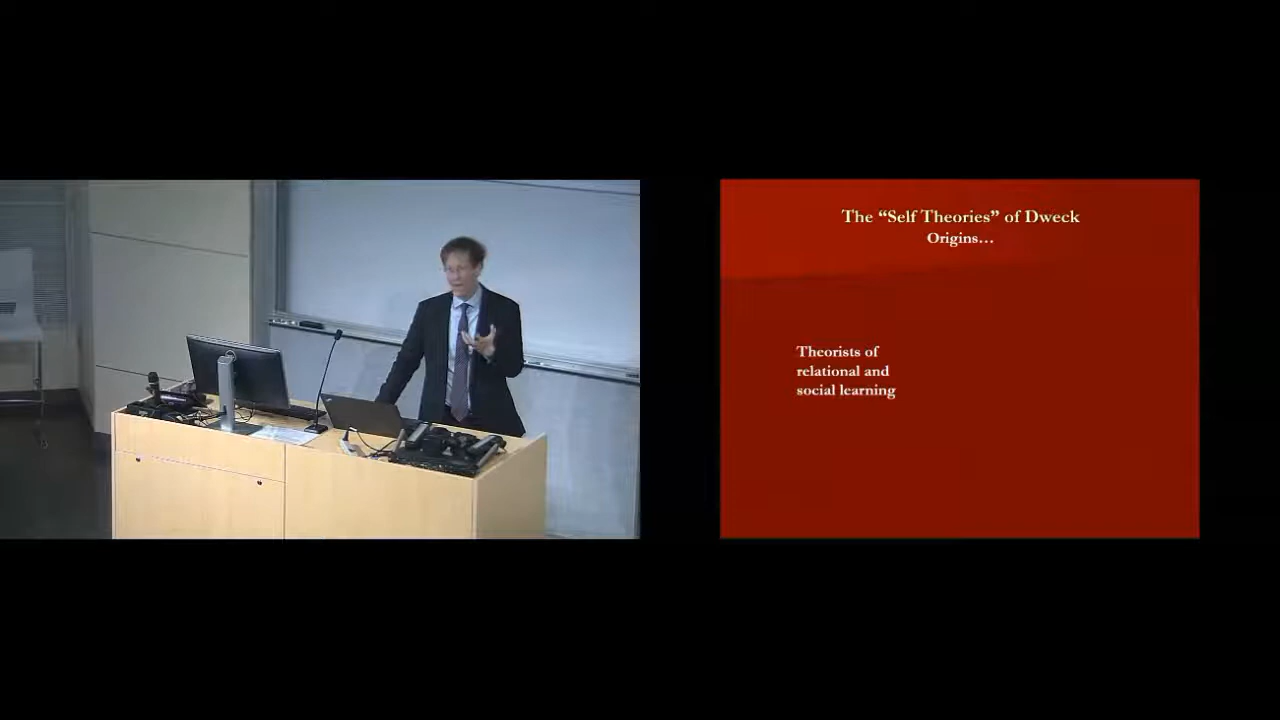 The “Self Theories” of Dweck
Origins…
Theorists of
relational and
social learning